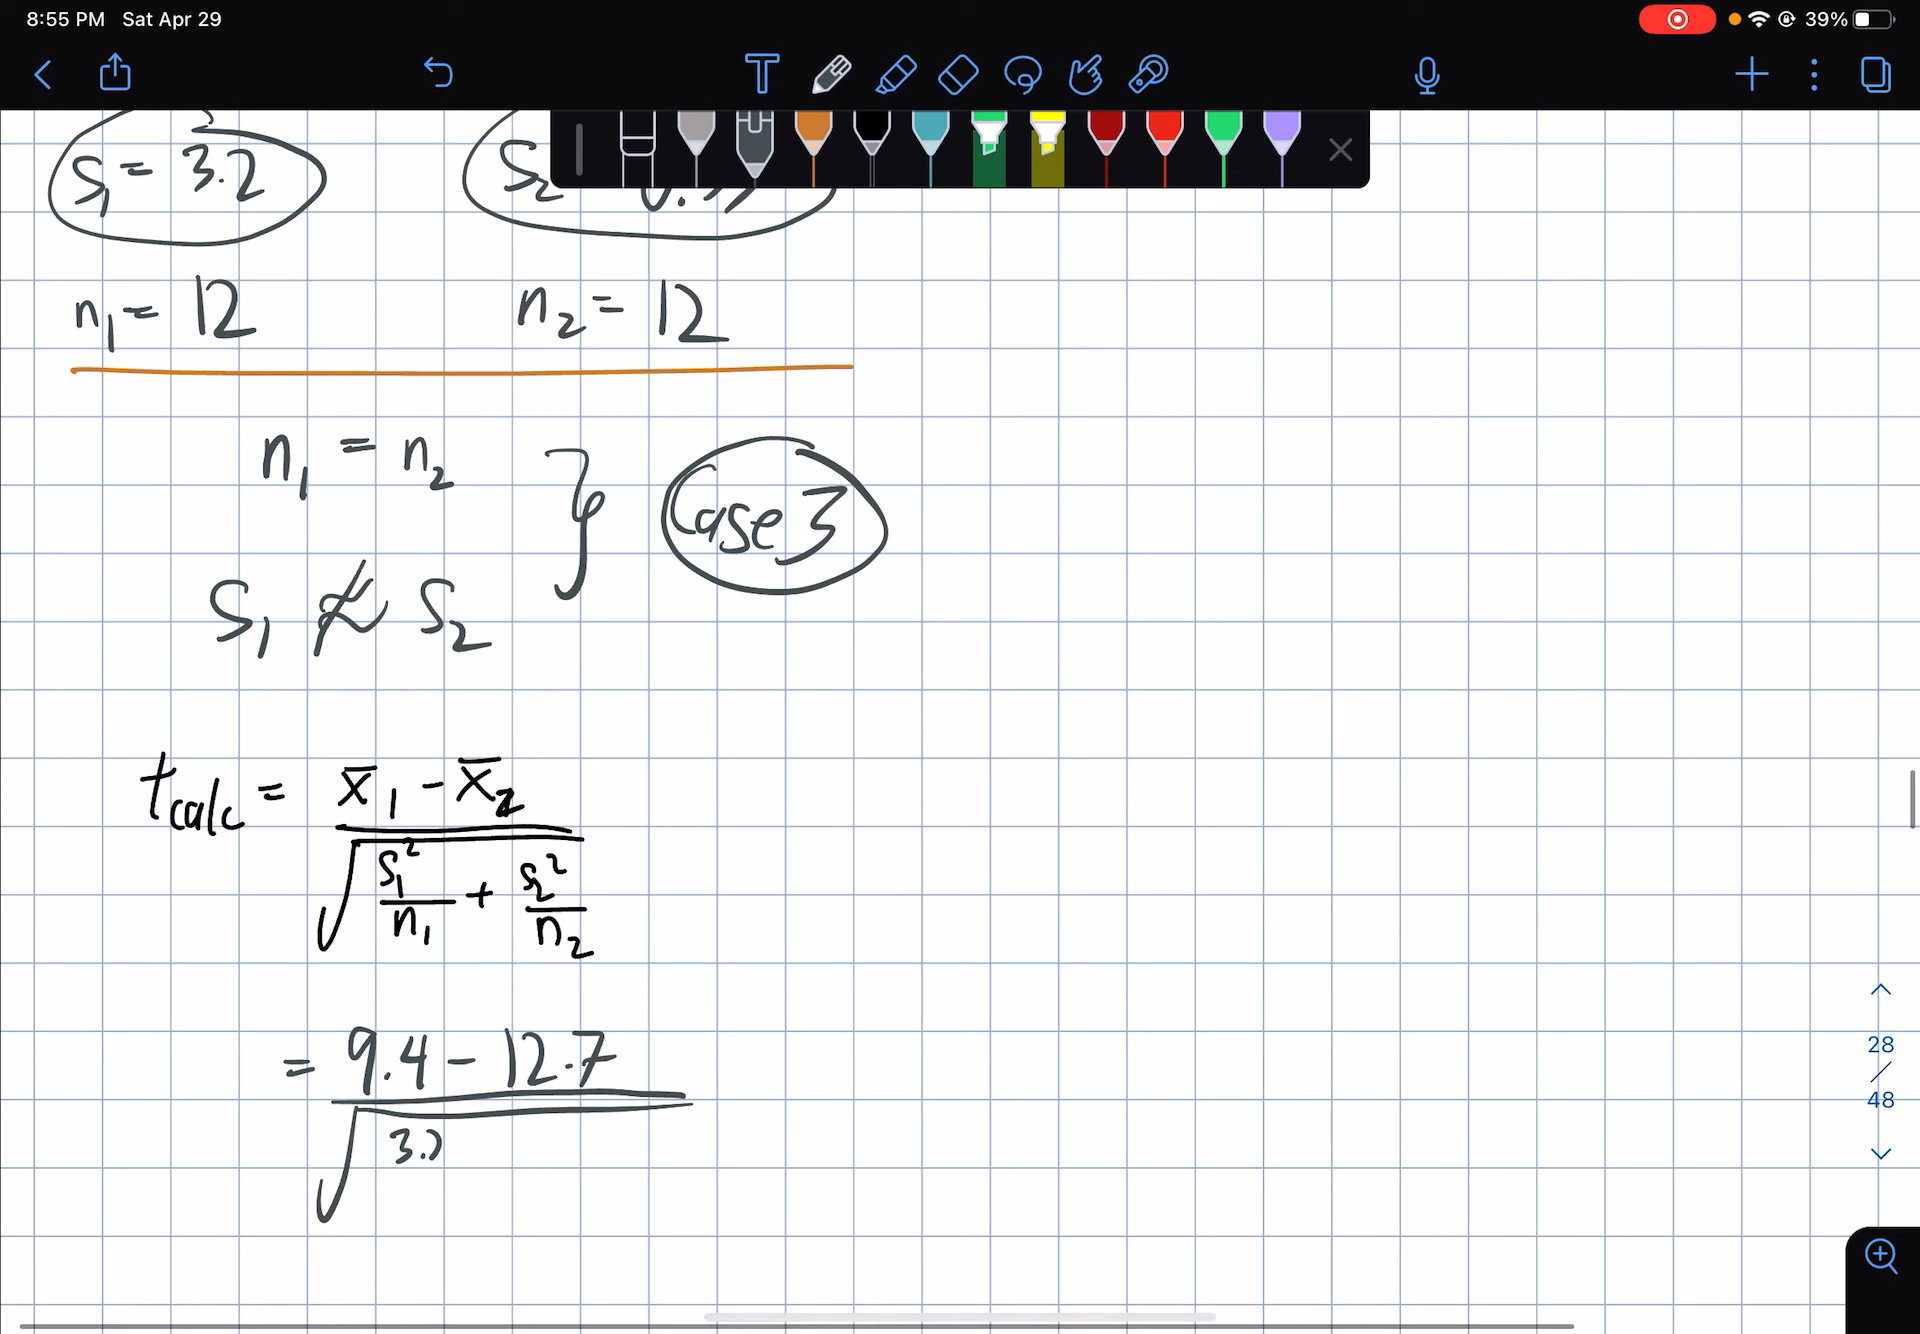 8:55 PM Sat Apr 29
39%
T
S₁ = 3.2
S₂
n₁ = 12
n₂ = 12
n₁ = n₂
Case 3
S₁ ≉ S₂
t_calc = x̄₁ - x̄₂
√ S₁²/n₁ + S₂²/n₂
= 9.4 - 12.7
√ 3.
28
/
48